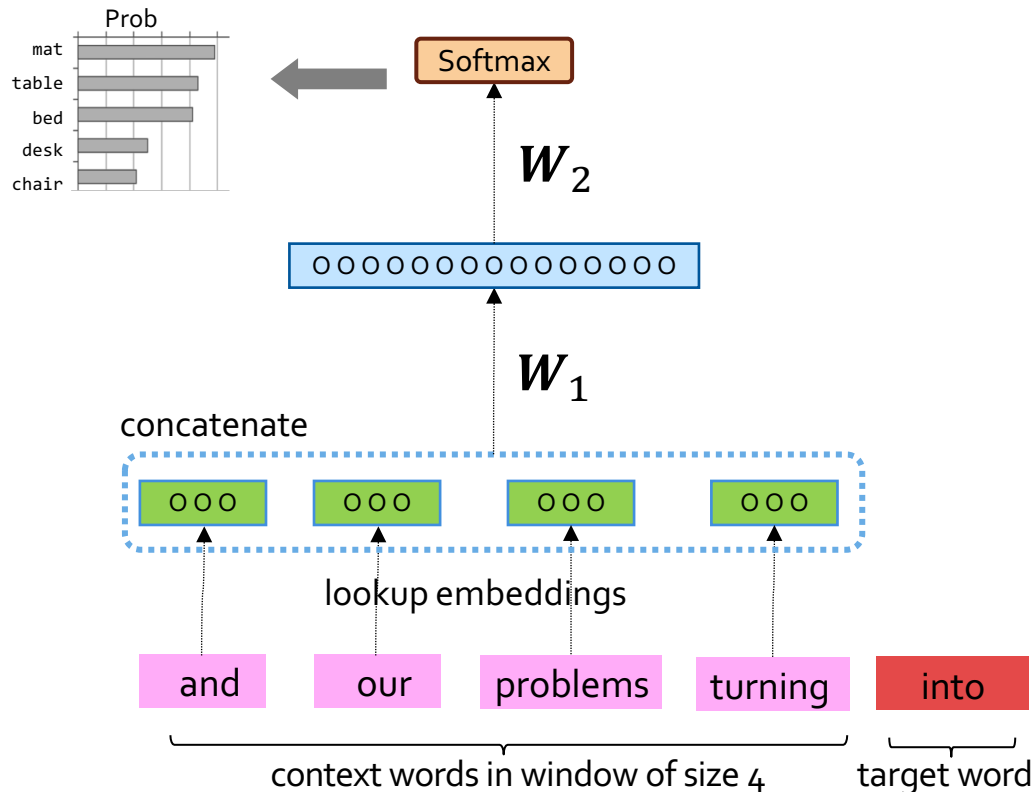 Prob
mat
table
bed
desk
chair
Softmax
W₂
O O O O O O O O O O O O O O O O
W₁
concatenate
O O O O O O O O O O O O
lookup embeddings
and our problems turning into
context words in window of size 4 target word